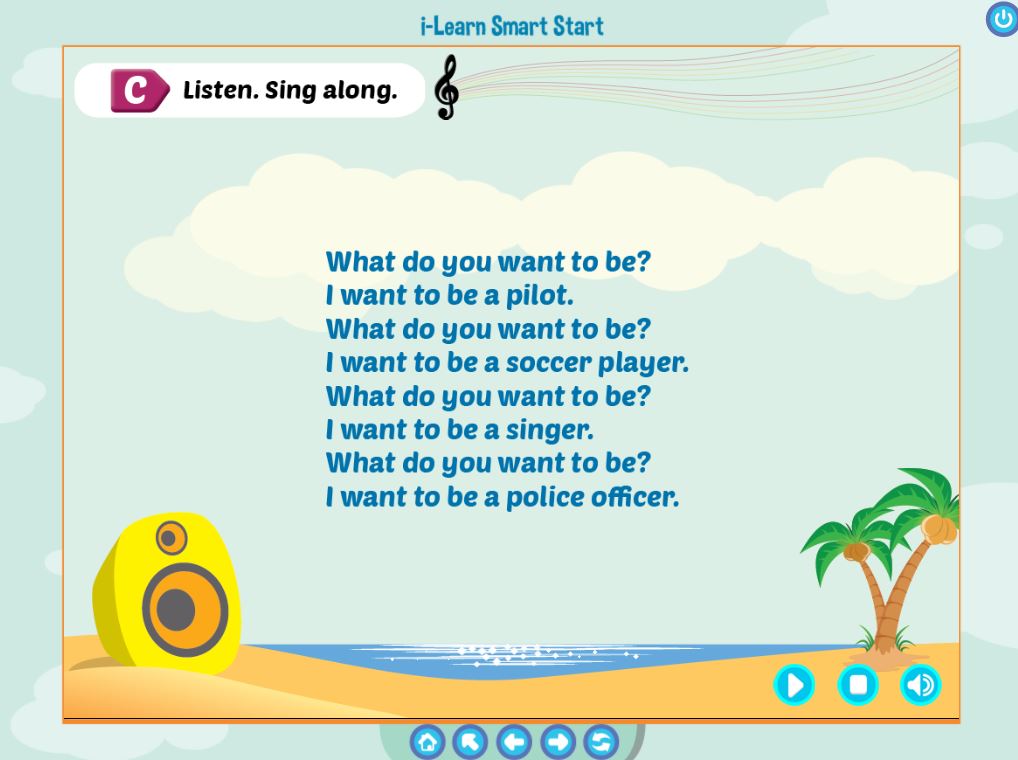 i-Learn Smart Start
C Listen. Sing along.
What do you want to be?
I want to be a pilot.
What do you want to be?
I want to be a soccer player.
What do you want to be?
I want to be a singer.
What do you want to be?
I want to be a police officer.